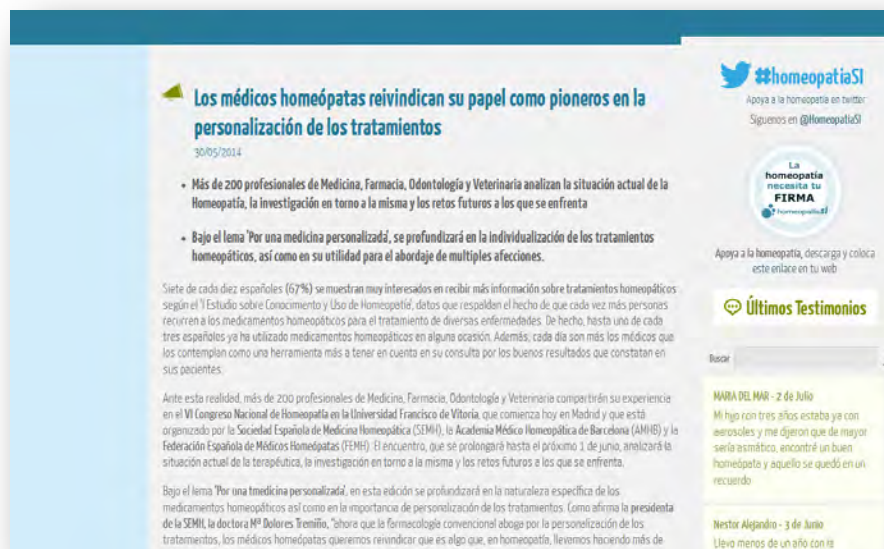 Los médicos homeópatas reivindican su papel como pioneros en la
personalización de los tratamientos
30/05/2014
• Más de 200 profesionales de Medicina, Farmacia, Odontología y Veterinaria analizan la situación actual de la
Homeopatía, la investigación en torno a la misma y los retos futuros a los que se enfrenta
• Bajo el lema 'Por una medicina personalizada', se profundizará en la individualización de los tratamientos
homeopáticos, así como en su utilidad para el abordaje de multiples afecciones.
Siete de cada diez españoles (67%) se muestran muy interesados en recibir más información sobre tratamientos homeopáticos
según el 'I Estudio sobre Conocimiento y Uso de Homeopatía', datos que respaldan el hecho de que cada vez más personas
recurren a los medicamentos homeopáticos para el tratamiento de diversas enfermedades. De hecho, hasta uno de cada
tres españoles ya ha utilizado medicamentos homeopáticos en alguna ocasión. Además, cada día son más los médicos que
los contemplan como una herramienta más a tener en cuenta en su consulta por los buenos resultados que constatan en
sus pacientes.
Ante esta realidad, más de 200 profesionales de Medicina, Farmacia, Odontología y Veterinaria compartirán su experiencia
en el VI Congreso Nacional de Homeopatía en la Universidad Francisco de Vitoria, que comienza hoy en Madrid y que está
organizado por la Sociedad Española de Medicina Homeopática (SEMH), la Academia Médico Homeopática de Barcelona (AMHB) y la
Federación Española de Médicos Homeópatas (FEMH). El encuentro, que se prolongará hasta el próximo 1 de junio, analizará la
situación actual de la terapéutica, la investigación en torno a la misma y los retos futuros a los que se enfrenta.
Bajo el lema 'Por una tmedicina personalizada', en esta edición se profundizará en la naturaleza específica de los
medicamentos homeopáticos así como en la importancia de personalización de los tratamientos. Como afirma la presidenta
de la SEMH, la doctora Mª Dolores Tremiño, "ahora que la farmacología convencional aboga por la personalización de los
tratamientos, los médicos homeópatas queremos reivindicar que es algo que, en homeopatía, llevamos haciendo más de
#homeopatiaSI
Apoya a la homeopatía en twitter
Síguenos en @HomeopatiaSI
La
homeopatía
necesita tu
FIRMA
homeopatíasí
Apoya a la homeopatía, descarga y coloca
este enlace en tu web
Últimos Testimonios
Buscar
MARIA DEL MAR - 2 de Julio
Mi hijo con tres años estaba ya con
aerosoles y me dijeron que de mayor
sería asmático, encontré un buen
homeópata y aquello se quedó en un
recuerdo
Nestor Alejandro - 3 de Junio
Llevo menos de un año con la